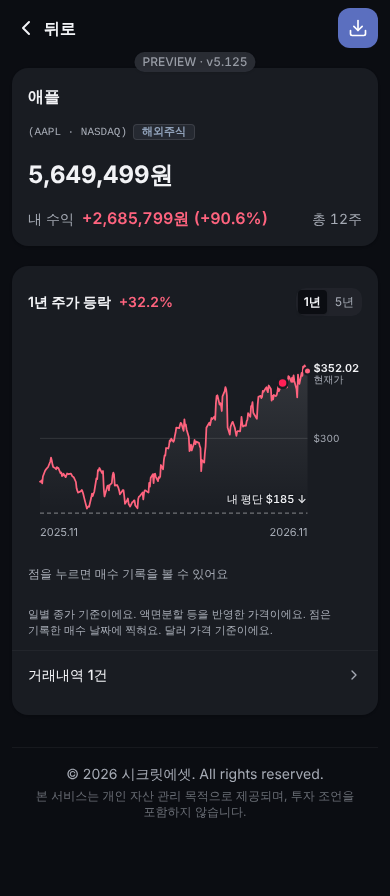 뒤로
PREVIEW · v5.125
애플
(AAPL · NASDAQ) 해외주식
5,649,499원
내 수익 +2,685,799원 (+90.6%) 총 12주
1년 주가 등락 +32.2% 1년 5년
$352.02
현재가
$300
내 평단 $185 ↓
2025.11 2026.11
점을 누르면 매수 기록을 볼 수 있어요
일별 종가 기준이에요. 액면분할 등을 반영한 가격이에요. 점은
기록한 매수 날짜에 찍혀요. 달러 가격 기준이에요.
거래내역 1건
© 2026 시크릿에셋. All rights reserved.
본 서비스는 개인 자산 관리 목적으로 제공되며, 투자 조언을
포함하지 않습니다.